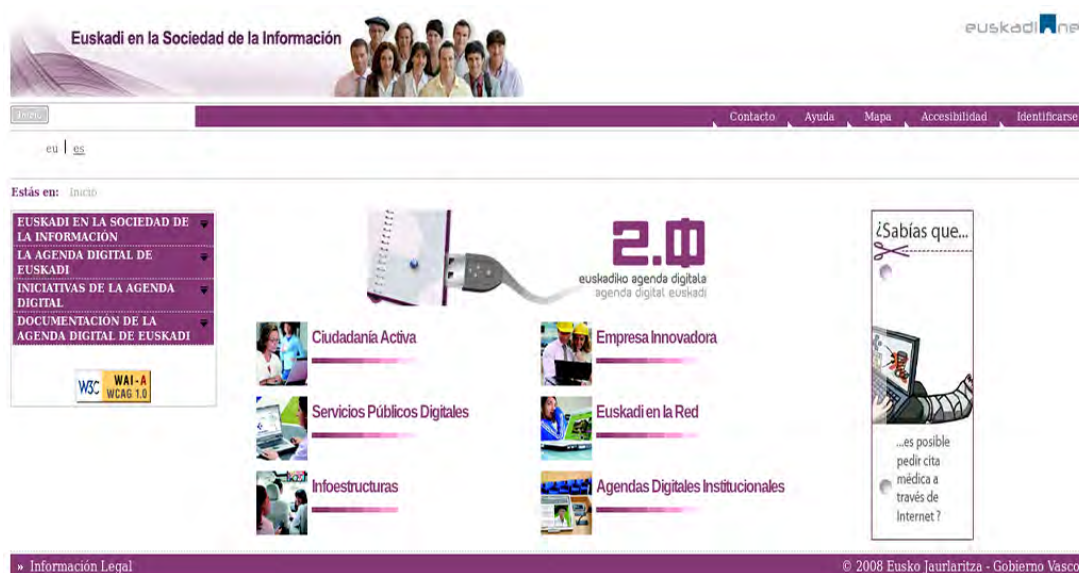 Euskadi en la Sociedad de la Información
euskadi net
Inicio
Contacto Ayuda Mapa Accesibilidad Identificarse
eu | es
Estás en: Inicio
EUSKADI EN LA SOCIEDAD DE
LA INFORMACIÓN
LA AGENDA DIGITAL DE
EUSKADI
INICIATIVAS DE LA AGENDA
DIGITAL
DOCUMENTACIÓN DE LA
AGENDA DIGITAL DE EUSKADI
W3C WAI-A
WCAG 1.0
2.0
euskadiko agenda digitala
agenda digital euskadi
Ciudadanía Activa
Empresa Innovadora
Servicios Públicos Digitales
Euskadi en la Red
Infoestructuras
Agendas Digitales Institucionales
¿Sabías que...
...es posible
pedir cita
médica a
través de
Internet ?
» Información Legal
© 2008 Eusko Jaurlaritza - Gobierno Vasco